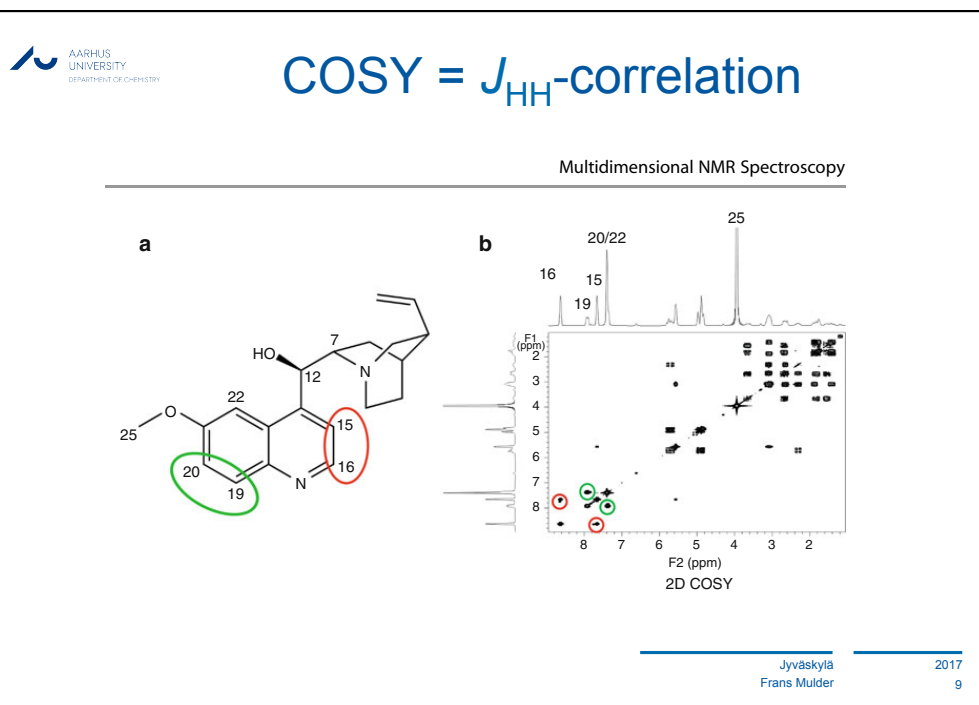 AARHUS
UNIVERSITY
DEPARTMENT OF CHEMISTRY
COSY = JHH-correlation
Multidimensional NMR Spectroscopy
a
HO
7
12
N
22
O
25
15
16
20
19
N
b
25
20/22
16
15
19
F1
(ppm)
2
3
4
5
6
7
8
8 7 6 5 4 3 2
F2 (ppm)
2D COSY
Jyväskylä
Frans Mulder
2017
9